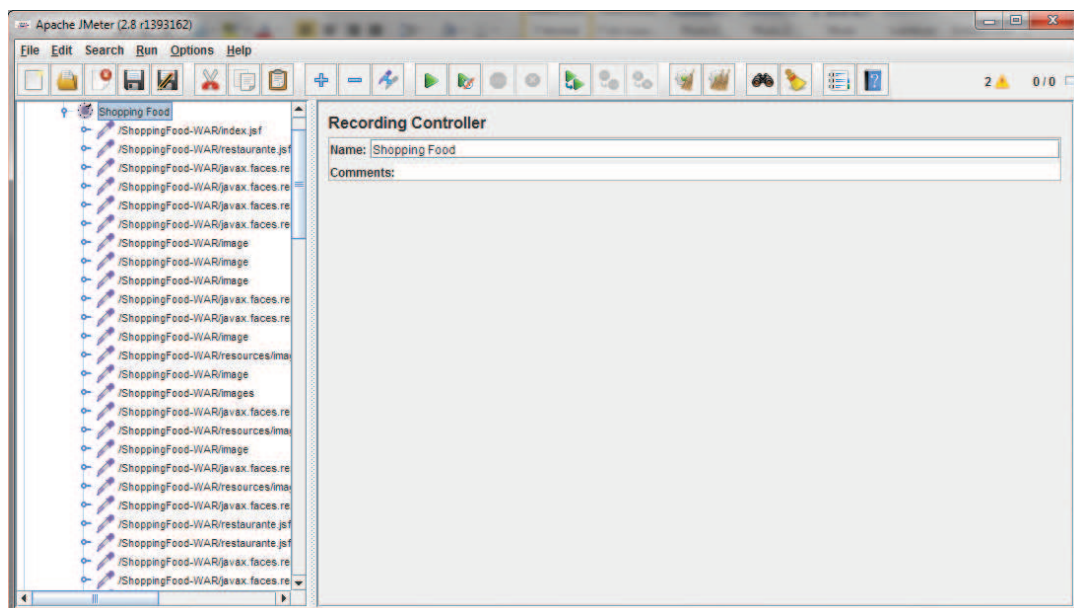 Apache JMeter (2.8 r1393162)
File Edit Search Run Options Help
2 0/0
Shopping Food
/ShoppingFood-WAR/index.jsf
/ShoppingFood-WAR/restaurante.jsf
/ShoppingFood-WAR/javax.faces.re
/ShoppingFood-WAR/javax.faces.re
/ShoppingFood-WAR/javax.faces.re
/ShoppingFood-WAR/javax.faces.re
/ShoppingFood-WAR/image
/ShoppingFood-WAR/image
/ShoppingFood-WAR/image
/ShoppingFood-WAR/javax.faces.re
/ShoppingFood-WAR/javax.faces.re
/ShoppingFood-WAR/image
/ShoppingFood-WAR/resources/ima
/ShoppingFood-WAR/image
/ShoppingFood-WAR/images
/ShoppingFood-WAR/javax.faces.re
/ShoppingFood-WAR/resources/ima
/ShoppingFood-WAR/image
/ShoppingFood-WAR/javax.faces.re
/ShoppingFood-WAR/resources/ima
/ShoppingFood-WAR/javax.faces.re
/ShoppingFood-WAR/restaurante.jsf
/ShoppingFood-WAR/restaurante.jsf
/ShoppingFood-WAR/javax.faces.re
/ShoppingFood-WAR/javax.faces.re
Recording Controller
Name: Shopping Food
Comments: